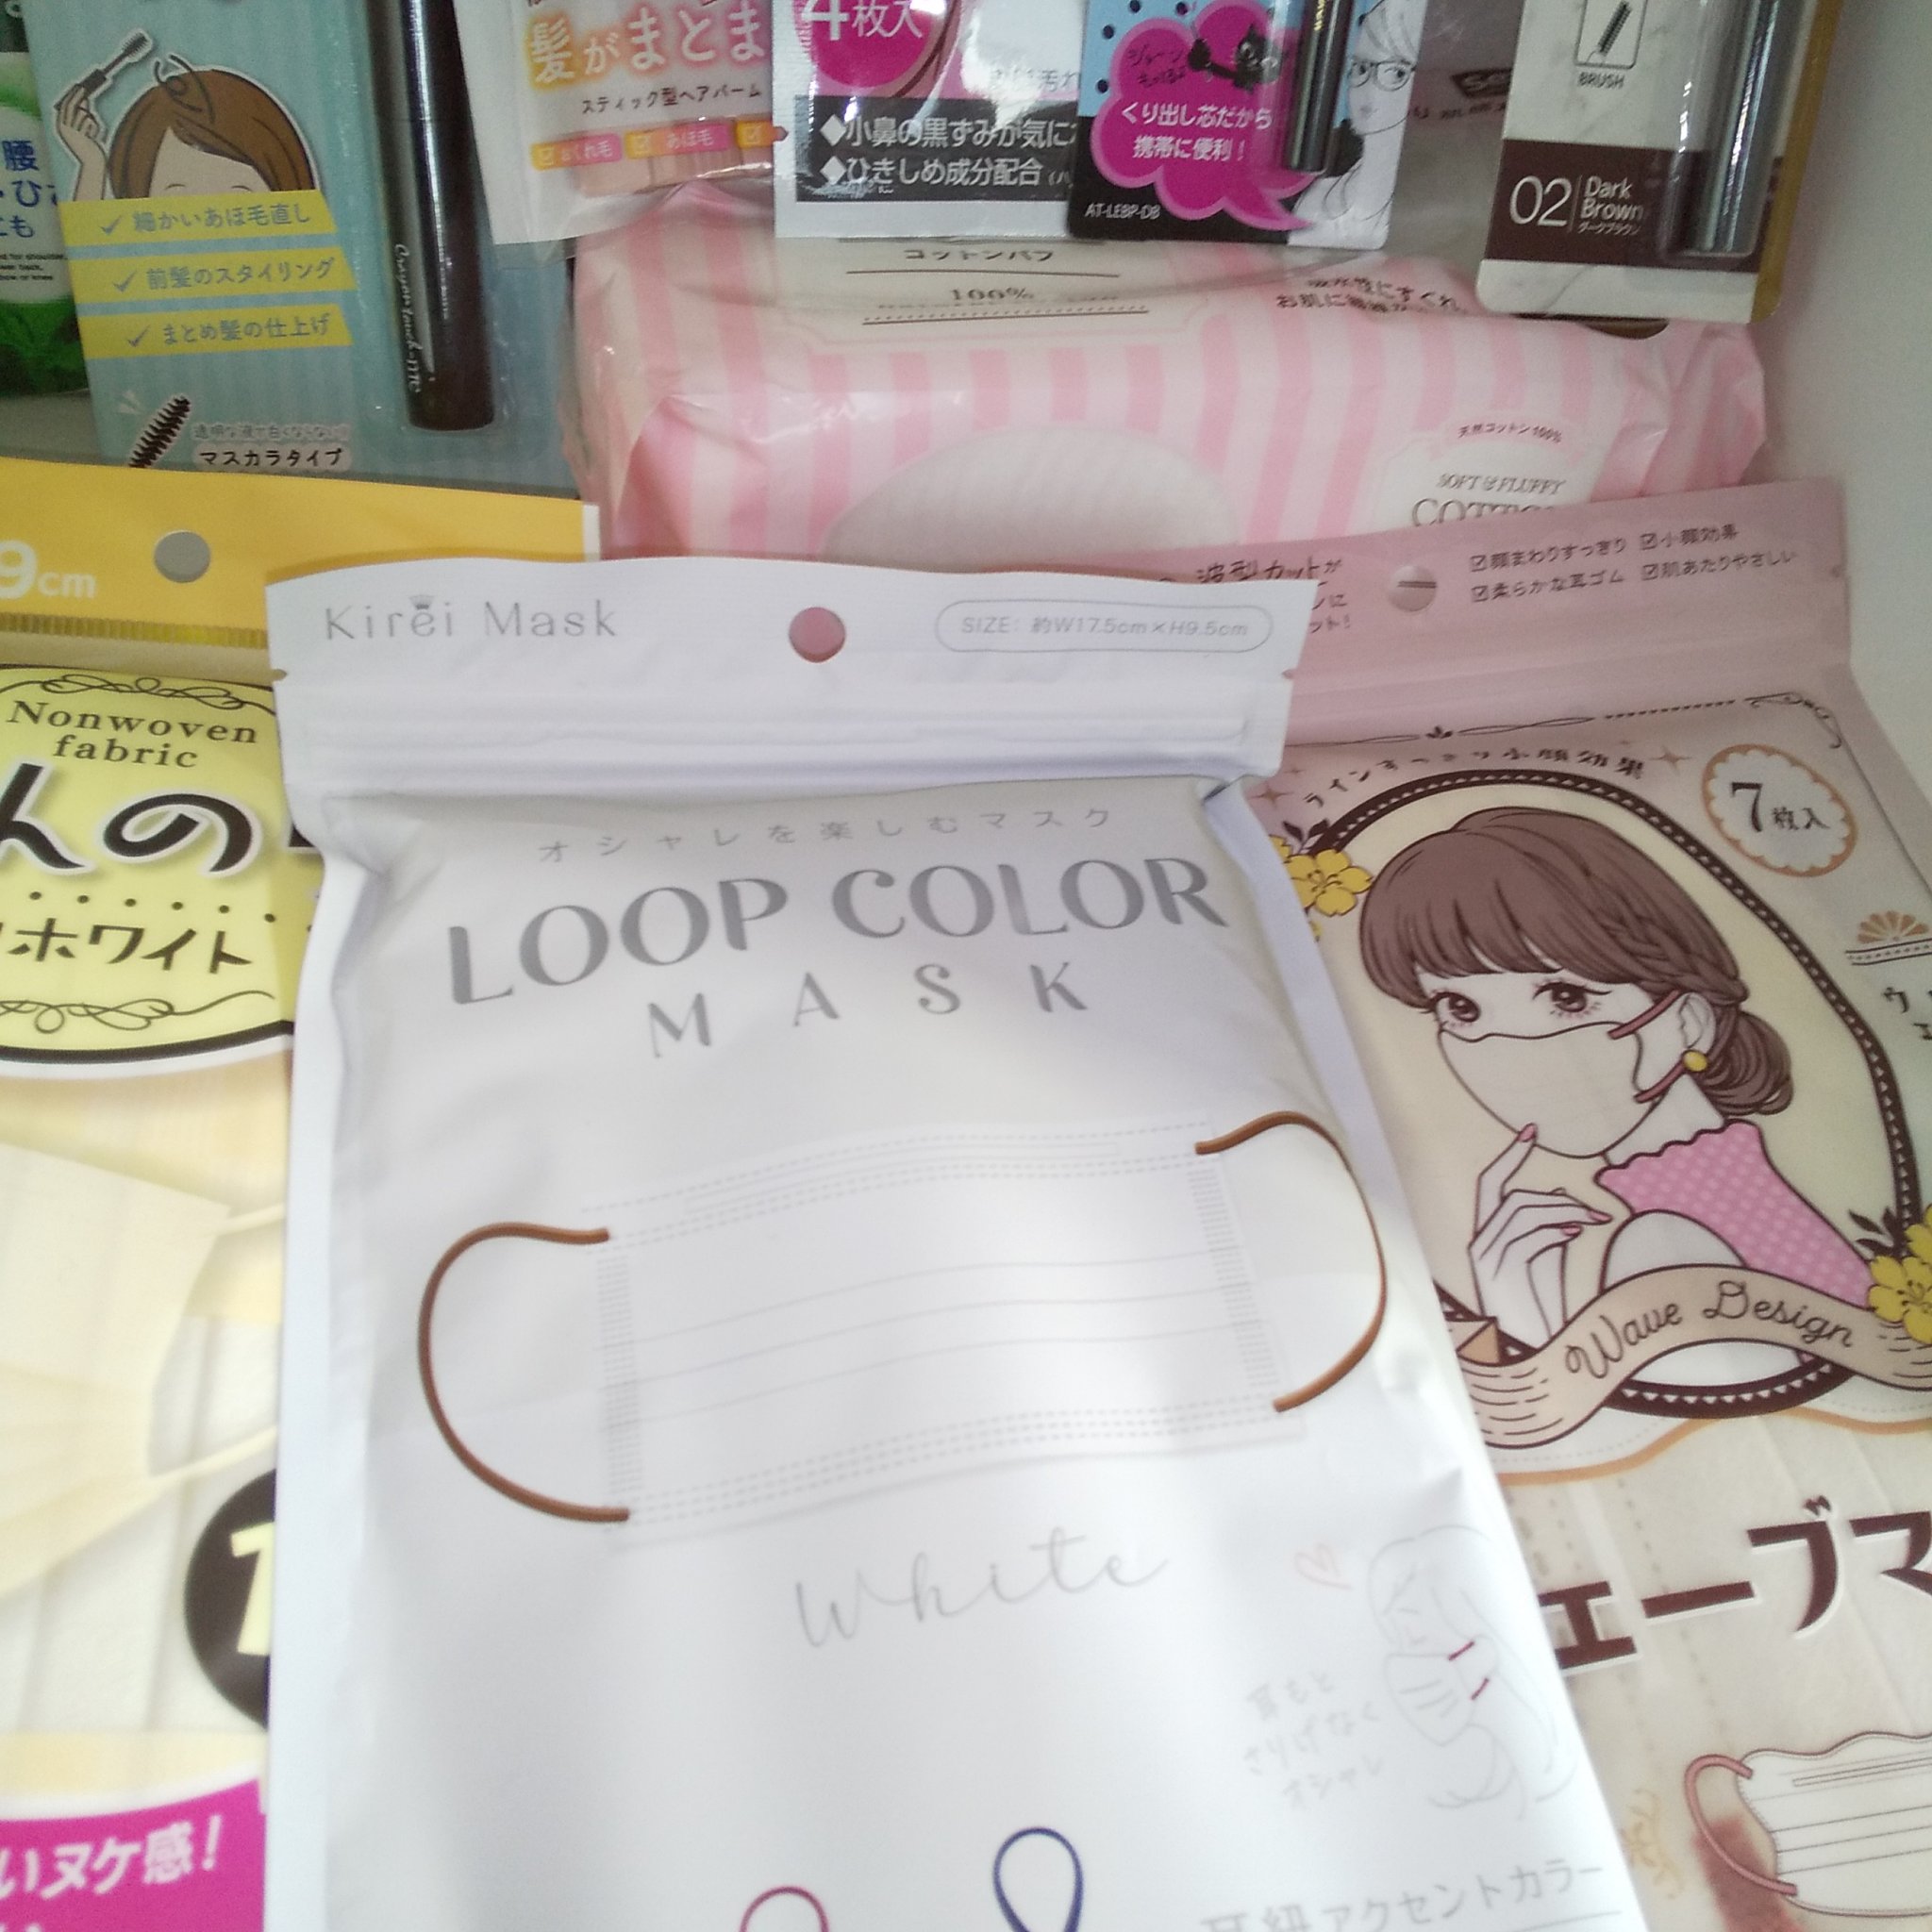 腰
細かいあほ毛直し
前髪のスタイリング
まとめ髪の仕上げ
マスカラタイプ
髪がまとま
スティック型ヘアバーム
あほ毛
4枚入
◆小鼻の黒ずみが気に
◆ひきしめ成分配合
くり出し芯だから
携帯に便利!
AT-LEBP-DB
BRUSH
02 Dark
Brown
ダークブラウン
コットンパフ
100%
天然コットン100%
SOFT & FLUFFY
9cm
Nonwoven
fabric
人の
ホワイト
いヌケ感!
Kirei Mask
SIZE: 約W17.5cm×H9.5cm
オシャレを楽しむマスク
LOOP COLOR
MASK
White
耳もと
さりげなく
オシャレ
耳紐アクセントカラー
波型カットが
☑顔まわりすっきり ☑小顔効果
☑柔らかな耳ゴム ☑肌あたりやさしい
7枚入
Wave Design
ェーブマ